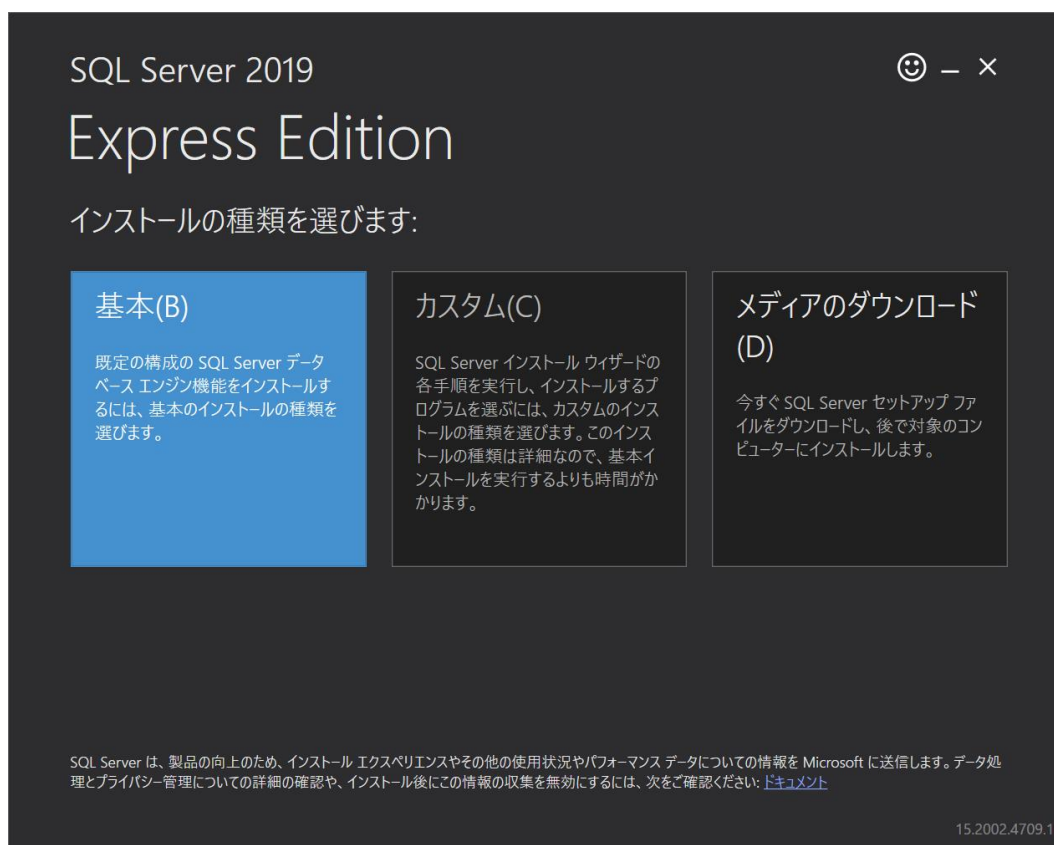 SQL Server 2019
Express Edition
インストールの種類を選びます:
基本(B)
既定の構成の SQL Server データ
ベース エンジン機能をインストールす
るには、基本のインストールの種類を
選びます。
カスタム(C)
SQL Server インストール ウィザードの
各手順を実行し、インストールするプ
ログラムを選ぶには、カスタムのインス
トールの種類を選びます。このインス
トールの種類は詳細なので、基本イ
ンストールを実行するよりも時間がか
かります。
メディアのダウンロード
(D)
今すぐ SQL Server セットアップ ファ
イルをダウンロードし、後で対象のコン
ピューターにインストールします。
SQL Server は、製品の向上のため、インストール エクスペリエンスやその他の使用状況やパフォーマンス データについての情報を Microsoft に送信します。データ処
理とプライバシー管理についての詳細の確認や、インストール後にこの情報の収集を無効にするには、次をご確認ください: ドキュメント
15.2002.4709.1